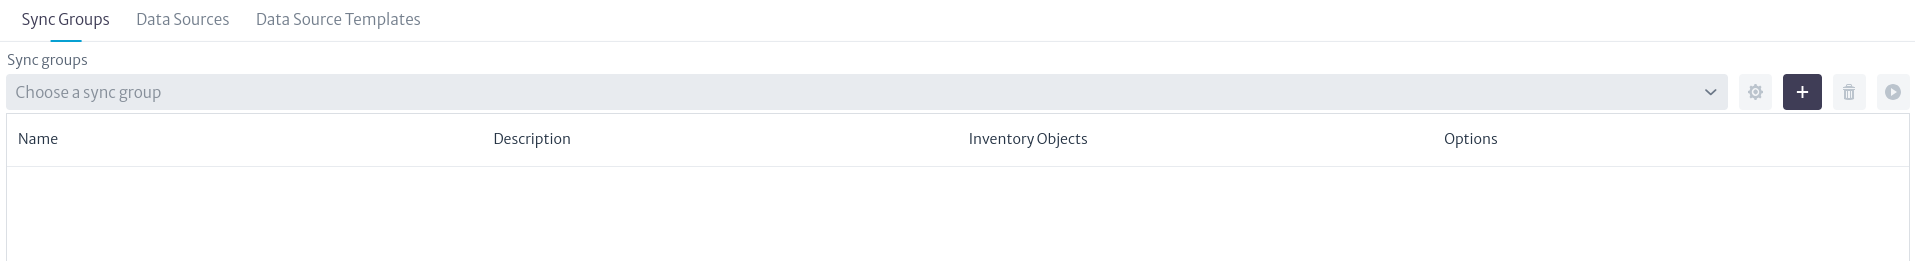 Sync Groups Data Sources Data Source Templates
Sync groups
Choose a sync group
Name Description Inventory Objects Options